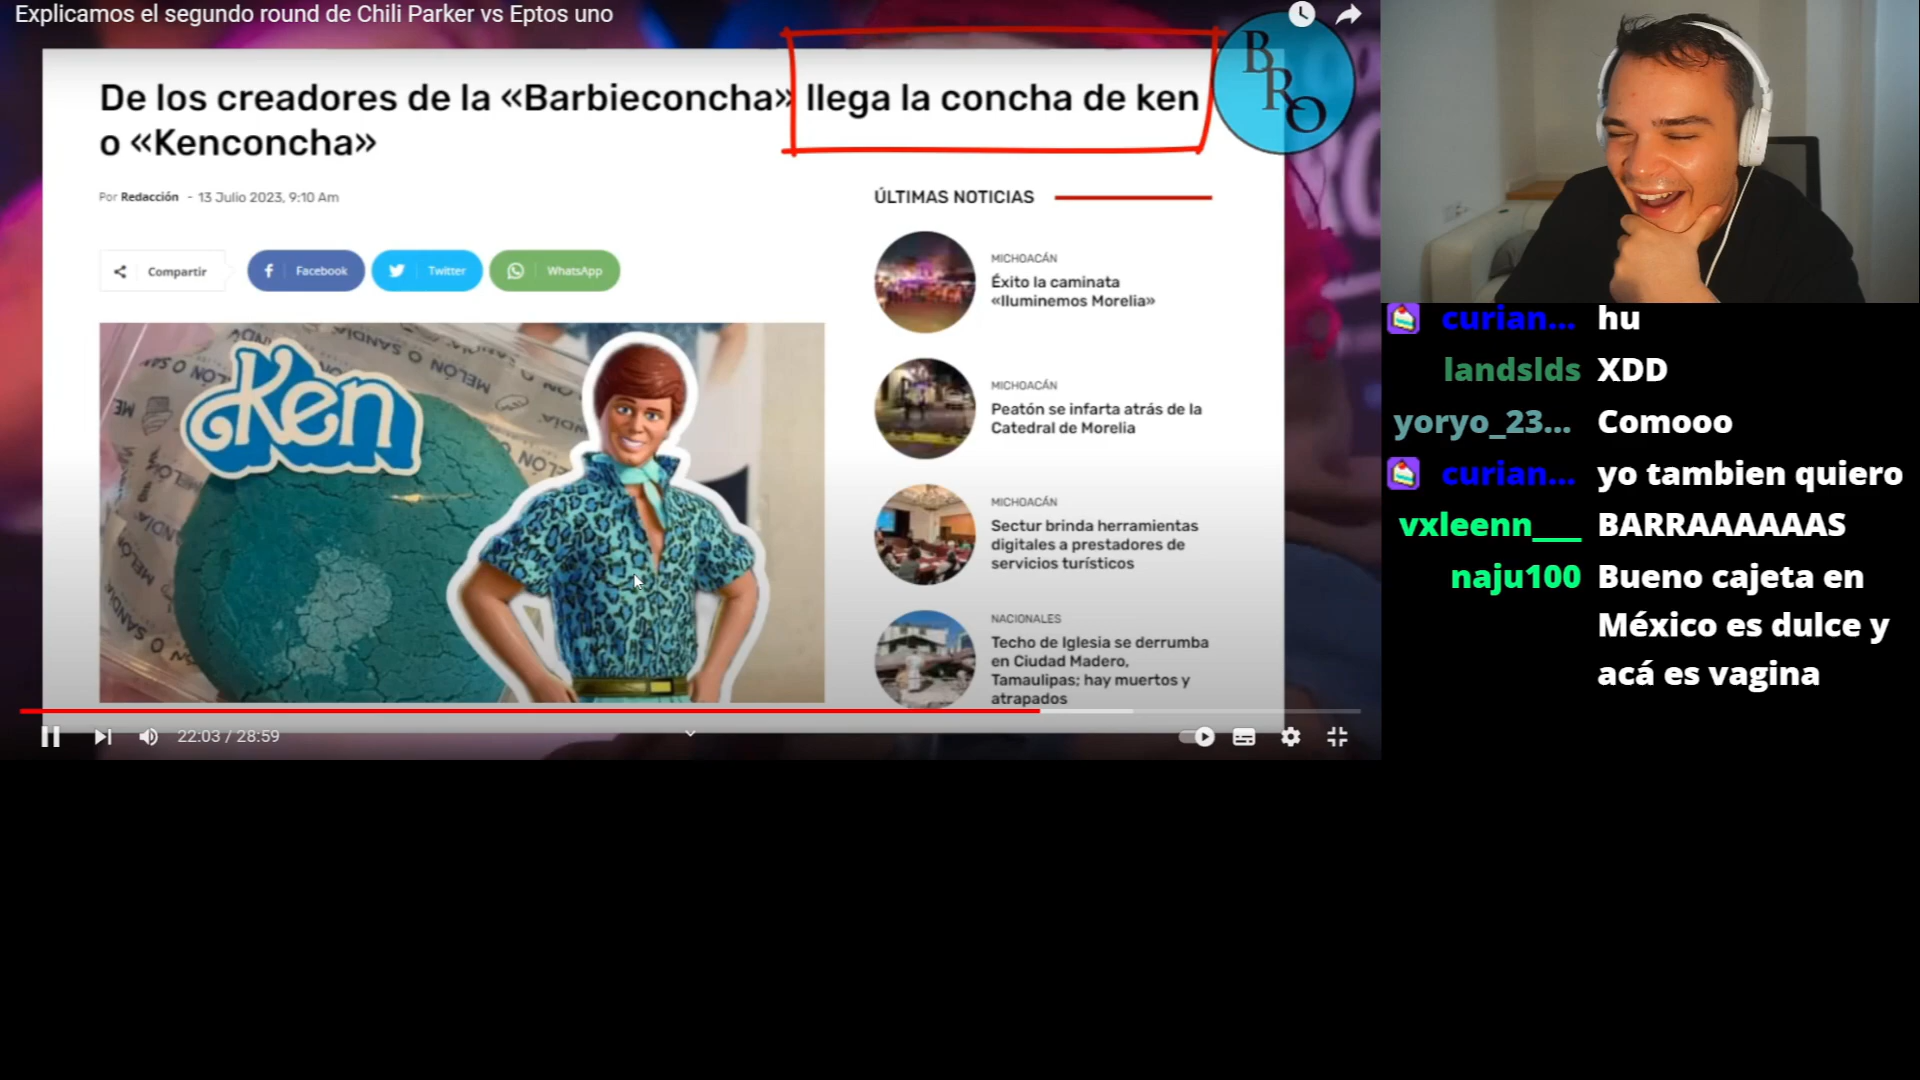 Explicamos el segundo round de Chili Parker vs Eptos uno
De los creadores de la «Barbieconcha» llega la concha de ken
o «Kenconcha»
BRO
Por Redacción - 13 Julio 2023, 9:10 Am
Compartir
Facebook
Twitter
WhatsApp
Ken
MELÓN
O SANDÍA
ÚLTIMAS NOTICIAS
MICHOACÁN
Éxito la caminata
«Iluminemos Morelia»
MICHOACÁN
Peatón se infarta atrás de la
Catedral de Morelia
MICHOACÁN
Sectur brinda herramientas
digitales a prestadores de
servicios turísticos
NACIONALES
Techo de Iglesia se derrumba
en Ciudad Madero,
Tamaulipas; hay muertos y
atrapados
22:03 / 28:59
curian... hu
landslds XDD
yoryo_23... Comooo
curian... yo tambien quiero
vxleenn___ BARRAAAAAAS
naju100 Bueno cajeta en
México es dulce y
acá es vagina